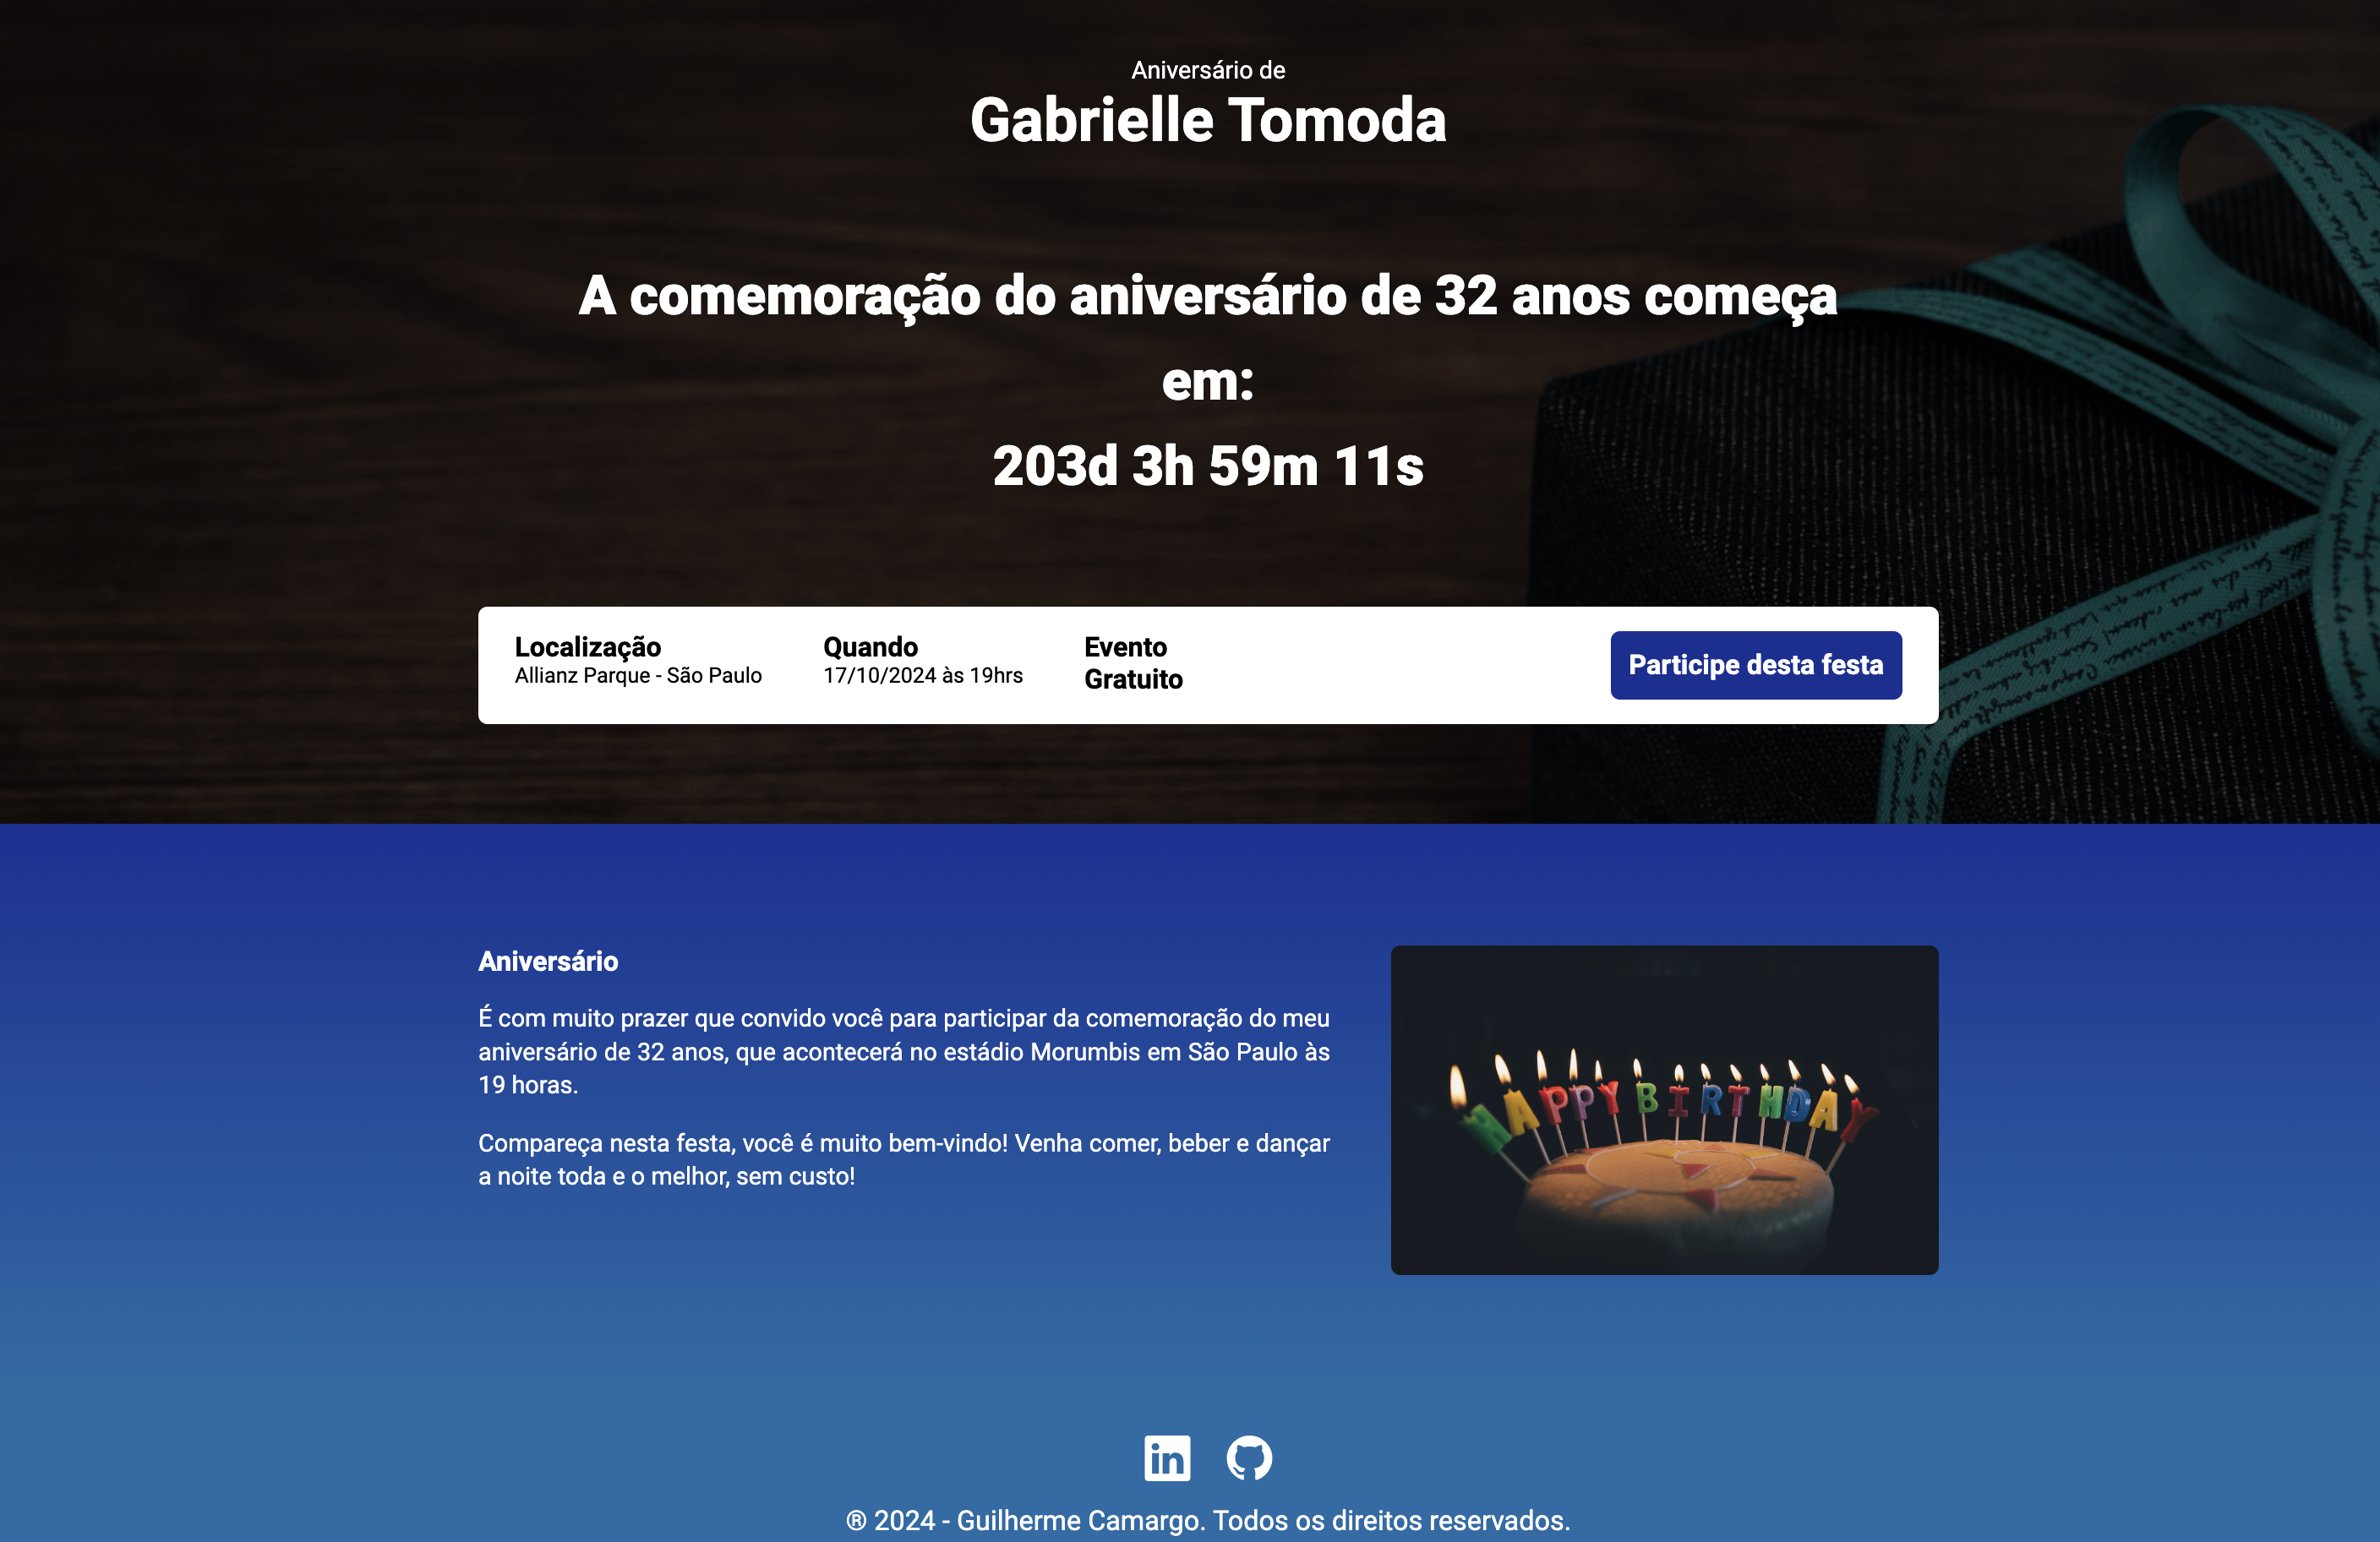 Aniversário de
Gabrielle Tomoda
A comemoração do aniversário de 32 anos começa
em:
203d 3h 59m 11s
Localização
Allianz Parque - São Paulo
Quando
17/10/2024 às 19hrs
Evento
Gratuito
Participe desta festa
Aniversário
É com muito prazer que convido você para participar da comemoração do meu
aniversário de 32 anos, que acontecerá no estádio Morumbis em São Paulo às
19 horas.
Compareça nesta festa, você é muito bem-vindo! Venha comer, beber e dançar
a noite toda e o melhor, sem custo!
HAPPY BIRTHDAY
in
® 2024 - Guilherme Camargo. Todos os direitos reservados.